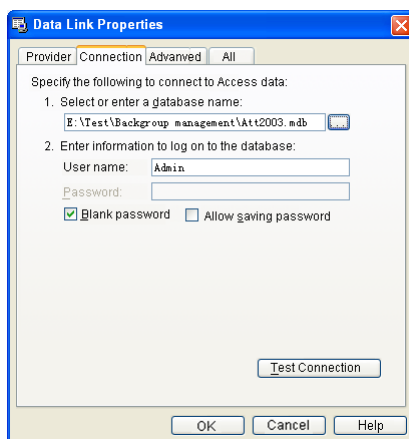 Data Link Properties
Provider Connection Advanved All
Specify the following to connect to Access data:
1. Select or enter a database name:
E:\Test\Backgroup management\Att2003.mdb ...
2. Enter information to log on to the database:
User name: Admin
Password:
Blank password Allow saving password
Test Connection
OK Cancel Help